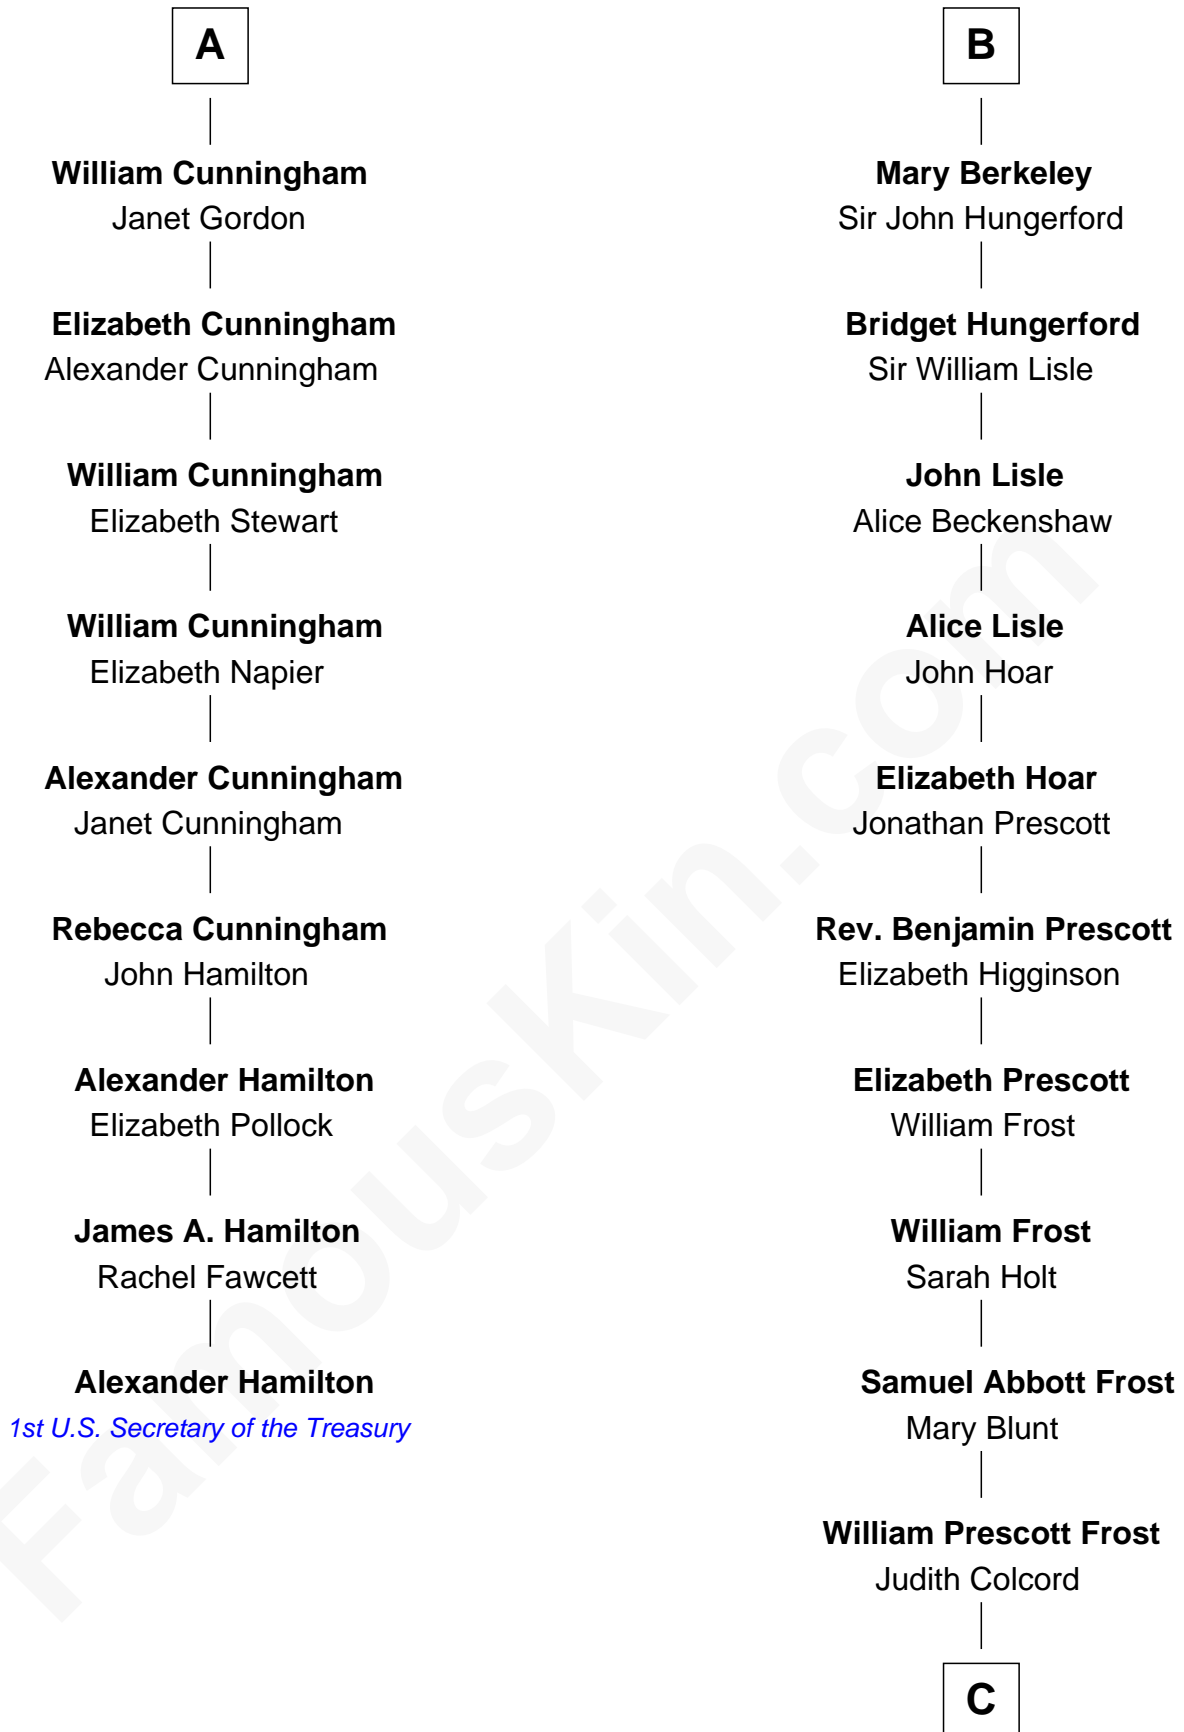 A
William Cunningham
Janet Gordon
Elizabeth Cunningham
Alexander Cunningham
William Cunningham
Elizabeth Stewart
William Cunningham
Elizabeth Napier
Alexander Cunningham
Janet Cunningham
Rebecca Cunningham
John Hamilton
Alexander Hamilton
Elizabeth Pollock
James A. Hamilton
Rachel Fawcett
Alexander Hamilton
1st U.S. Secretary of the Treasury
B
Mary Berkeley
Sir John Hungerford
Bridget Hungerford
Sir William Lisle
John Lisle
Alice Beckenshaw
Alice Lisle
John Hoar
Elizabeth Hoar
Jonathan Prescott
Rev. Benjamin Prescott
Elizabeth Higginson
Elizabeth Prescott
William Frost
William Frost
Sarah Holt
Samuel Abbott Frost
Mary Blunt
William Prescott Frost
Judith Colcord
C
FamousKin.com